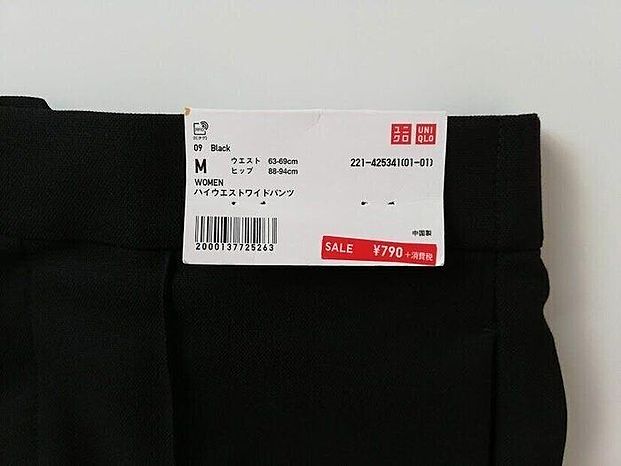 ユニ
クロ
UNI
QLO
09 Black
M
ウエスト 63-69cm
ヒップ 88-94cm
221-425341(01-01)
WOMEN
ハイウエストワイドパンツ
中国製
2000137725263
SALE ¥790 +消費税